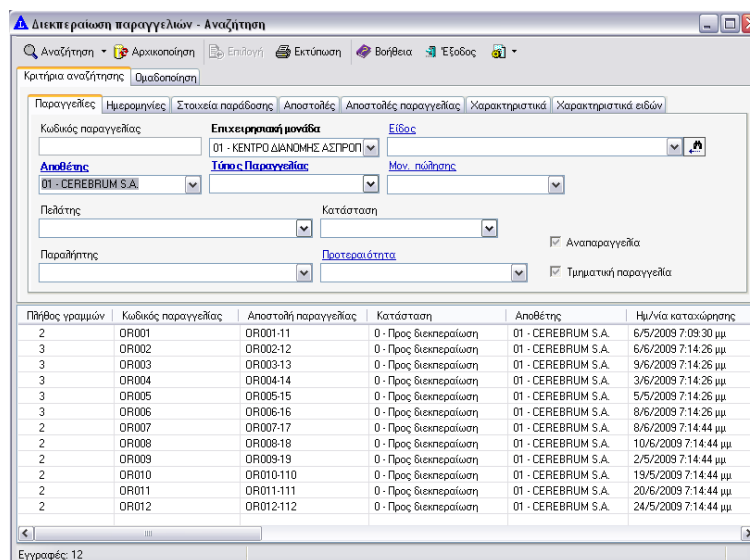 Διεκπεραίωση παραγγελιών - Αναζήτηση
Αναζήτηση Αρχικοποίηση Επιλογή Εκτύπωση Βοήθεια Έξοδος
Κριτήρια αναζήτησης Ομαδοποίηση
Παραγγελίες Ημερομηνίες Στοιχεία παράδοσης Αποστολές Αποστολές παραγγελίας Χαρακτηριστικά Χαρακτηριστικά ειδών
Κωδικός παραγγελίας Επιχειρησιακή μονάδα Είδος
01 - ΚΕΝΤΡΟ ΔΙΑΝΟΜΗΣ ΑΣΠΡΟΠ
Αποθέτης Τύπος Παραγγελίας Μον. πώλησης
01 - CEREBRUM S.A.
Πελάτης Κατάσταση
Αναπαραγγελία
Παραλήπτης Προτεραιότητα
Τμηματική παραγγελία
Πλήθος γραμμών Κωδικός παραγγελίας Αποστολή παραγγελίας Κατάσταση Αποθέτης Ημ/νία καταχώρησης
2 OR001 OR001-11 0 - Προς διεκπεραίωση 01 - CEREBRUM S.A. 6/5/2009 7:09:30 μμ
3 OR002 OR002-12 0 - Προς διεκπεραίωση 01 - CEREBRUM S.A. 6/6/2009 7:14:26 μμ
3 OR003 OR003-13 0 - Προς διεκπεραίωση 01 - CEREBRUM S.A. 9/6/2009 7:14:26 μμ
3 OR004 OR004-14 0 - Προς διεκπεραίωση 01 - CEREBRUM S.A. 3/6/2009 7:14:26 μμ
3 OR005 OR005-15 0 - Προς διεκπεραίωση 01 - CEREBRUM S.A. 5/5/2009 7:14:26 μμ
3 OR006 OR006-16 0 - Προς διεκπεραίωση 01 - CEREBRUM S.A. 8/6/2009 7:14:26 μμ
2 OR007 OR007-17 0 - Προς διεκπεραίωση 01 - CEREBRUM S.A. 8/6/2009 7:14:44 μμ
2 OR008 OR008-18 0 - Προς διεκπεραίωση 01 - CEREBRUM S.A. 10/6/2009 7:14:44 μμ
2 OR009 OR009-19 0 - Προς διεκπεραίωση 01 - CEREBRUM S.A. 2/5/2009 7:14:44 μμ
2 OR010 OR010-110 0 - Προς διεκπεραίωση 01 - CEREBRUM S.A. 19/5/2009 7:14:44 μμ
2 OR011 OR011-111 0 - Προς διεκπεραίωση 01 - CEREBRUM S.A. 20/6/2009 7:14:44 μμ
2 OR012 OR012-112 0 - Προς διεκπεραίωση 01 - CEREBRUM S.A. 24/5/2009 7:14:44 μμ
Εγγραφές: 12